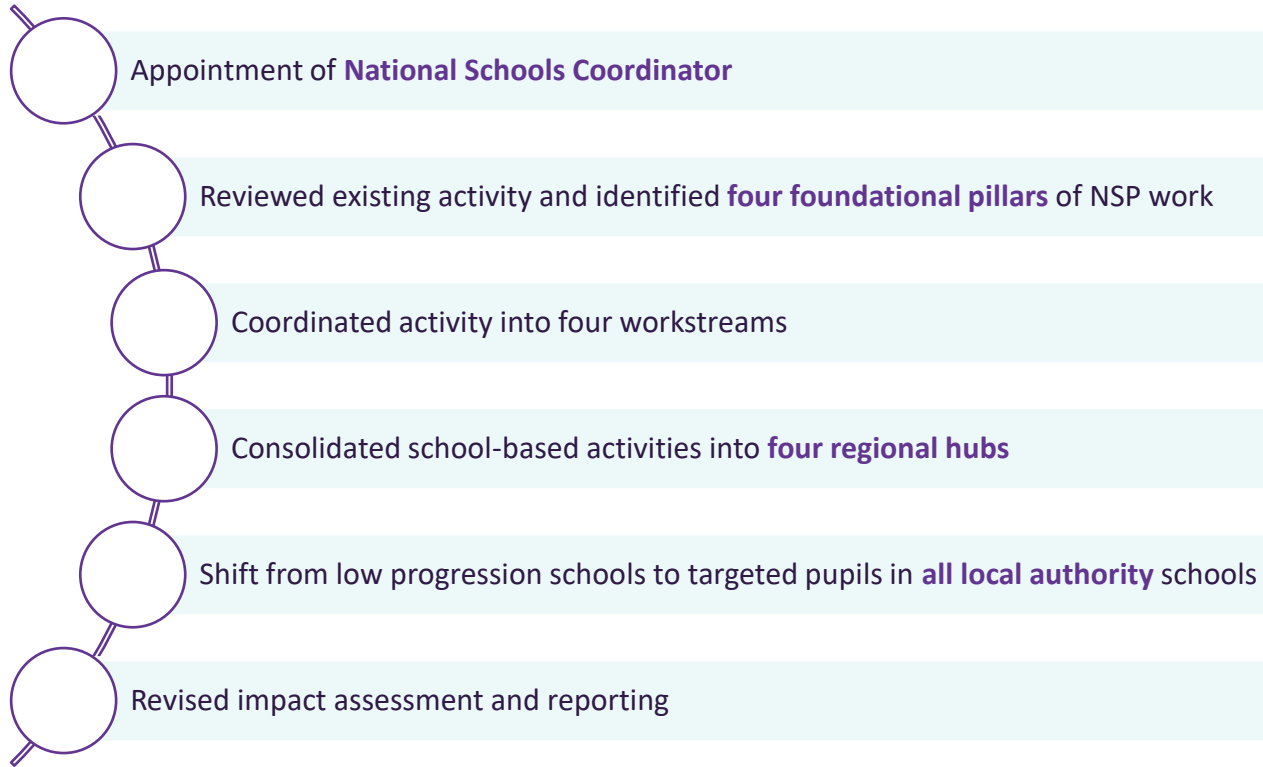 Appointment of National Schools Coordinator
Reviewed existing activity and identified four foundational pillars of NSP work
Coordinated activity into four workstreams
Consolidated school-based activities into four regional hubs
Shift from low progression schools to targeted pupils in all local authority schools
Revised impact assessment and reporting